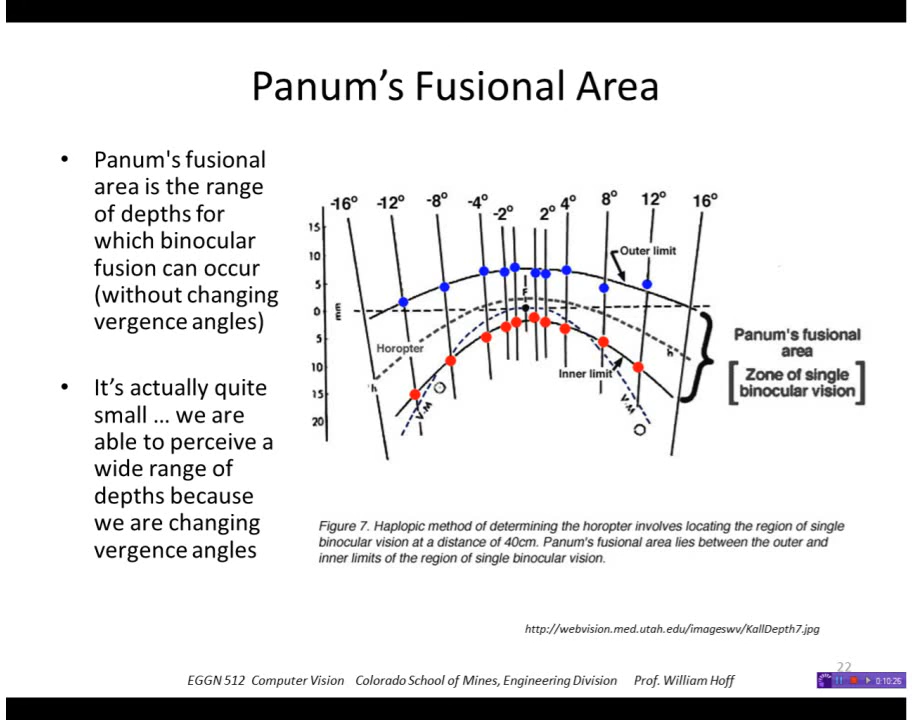 Panum's Fusional Area
• Panum's fusional
area is the range
of depths for
which binocular
fusion can occur
(without changing
vergence angles)
• It's actually quite
small ... we are
able to perceive a
wide range of
depths because
we are changing
vergence angles
-16° -12° -8° -4° -2° 2° 4° 8° 12° 16°
15
10
5
0
5
10
15
20
mm
F
Outer limit
Horopter
h
h
Inner limit
V-M
V-M
Panum's fusional
area
Zone of single
binocular vision
Figure 7. Haplopic method of determining the horopter involves locating the region of single
binocular vision at a distance of 40cm. Panum's fusional area lies between the outer and
inner limits of the region of single binocular vision.
http://webvision.med.utah.edu/imageswv/KallDepth7.jpg
22
EGGN 512 Computer Vision Colorado School of Mines, Engineering Division Prof. William Hoff
0:10:25